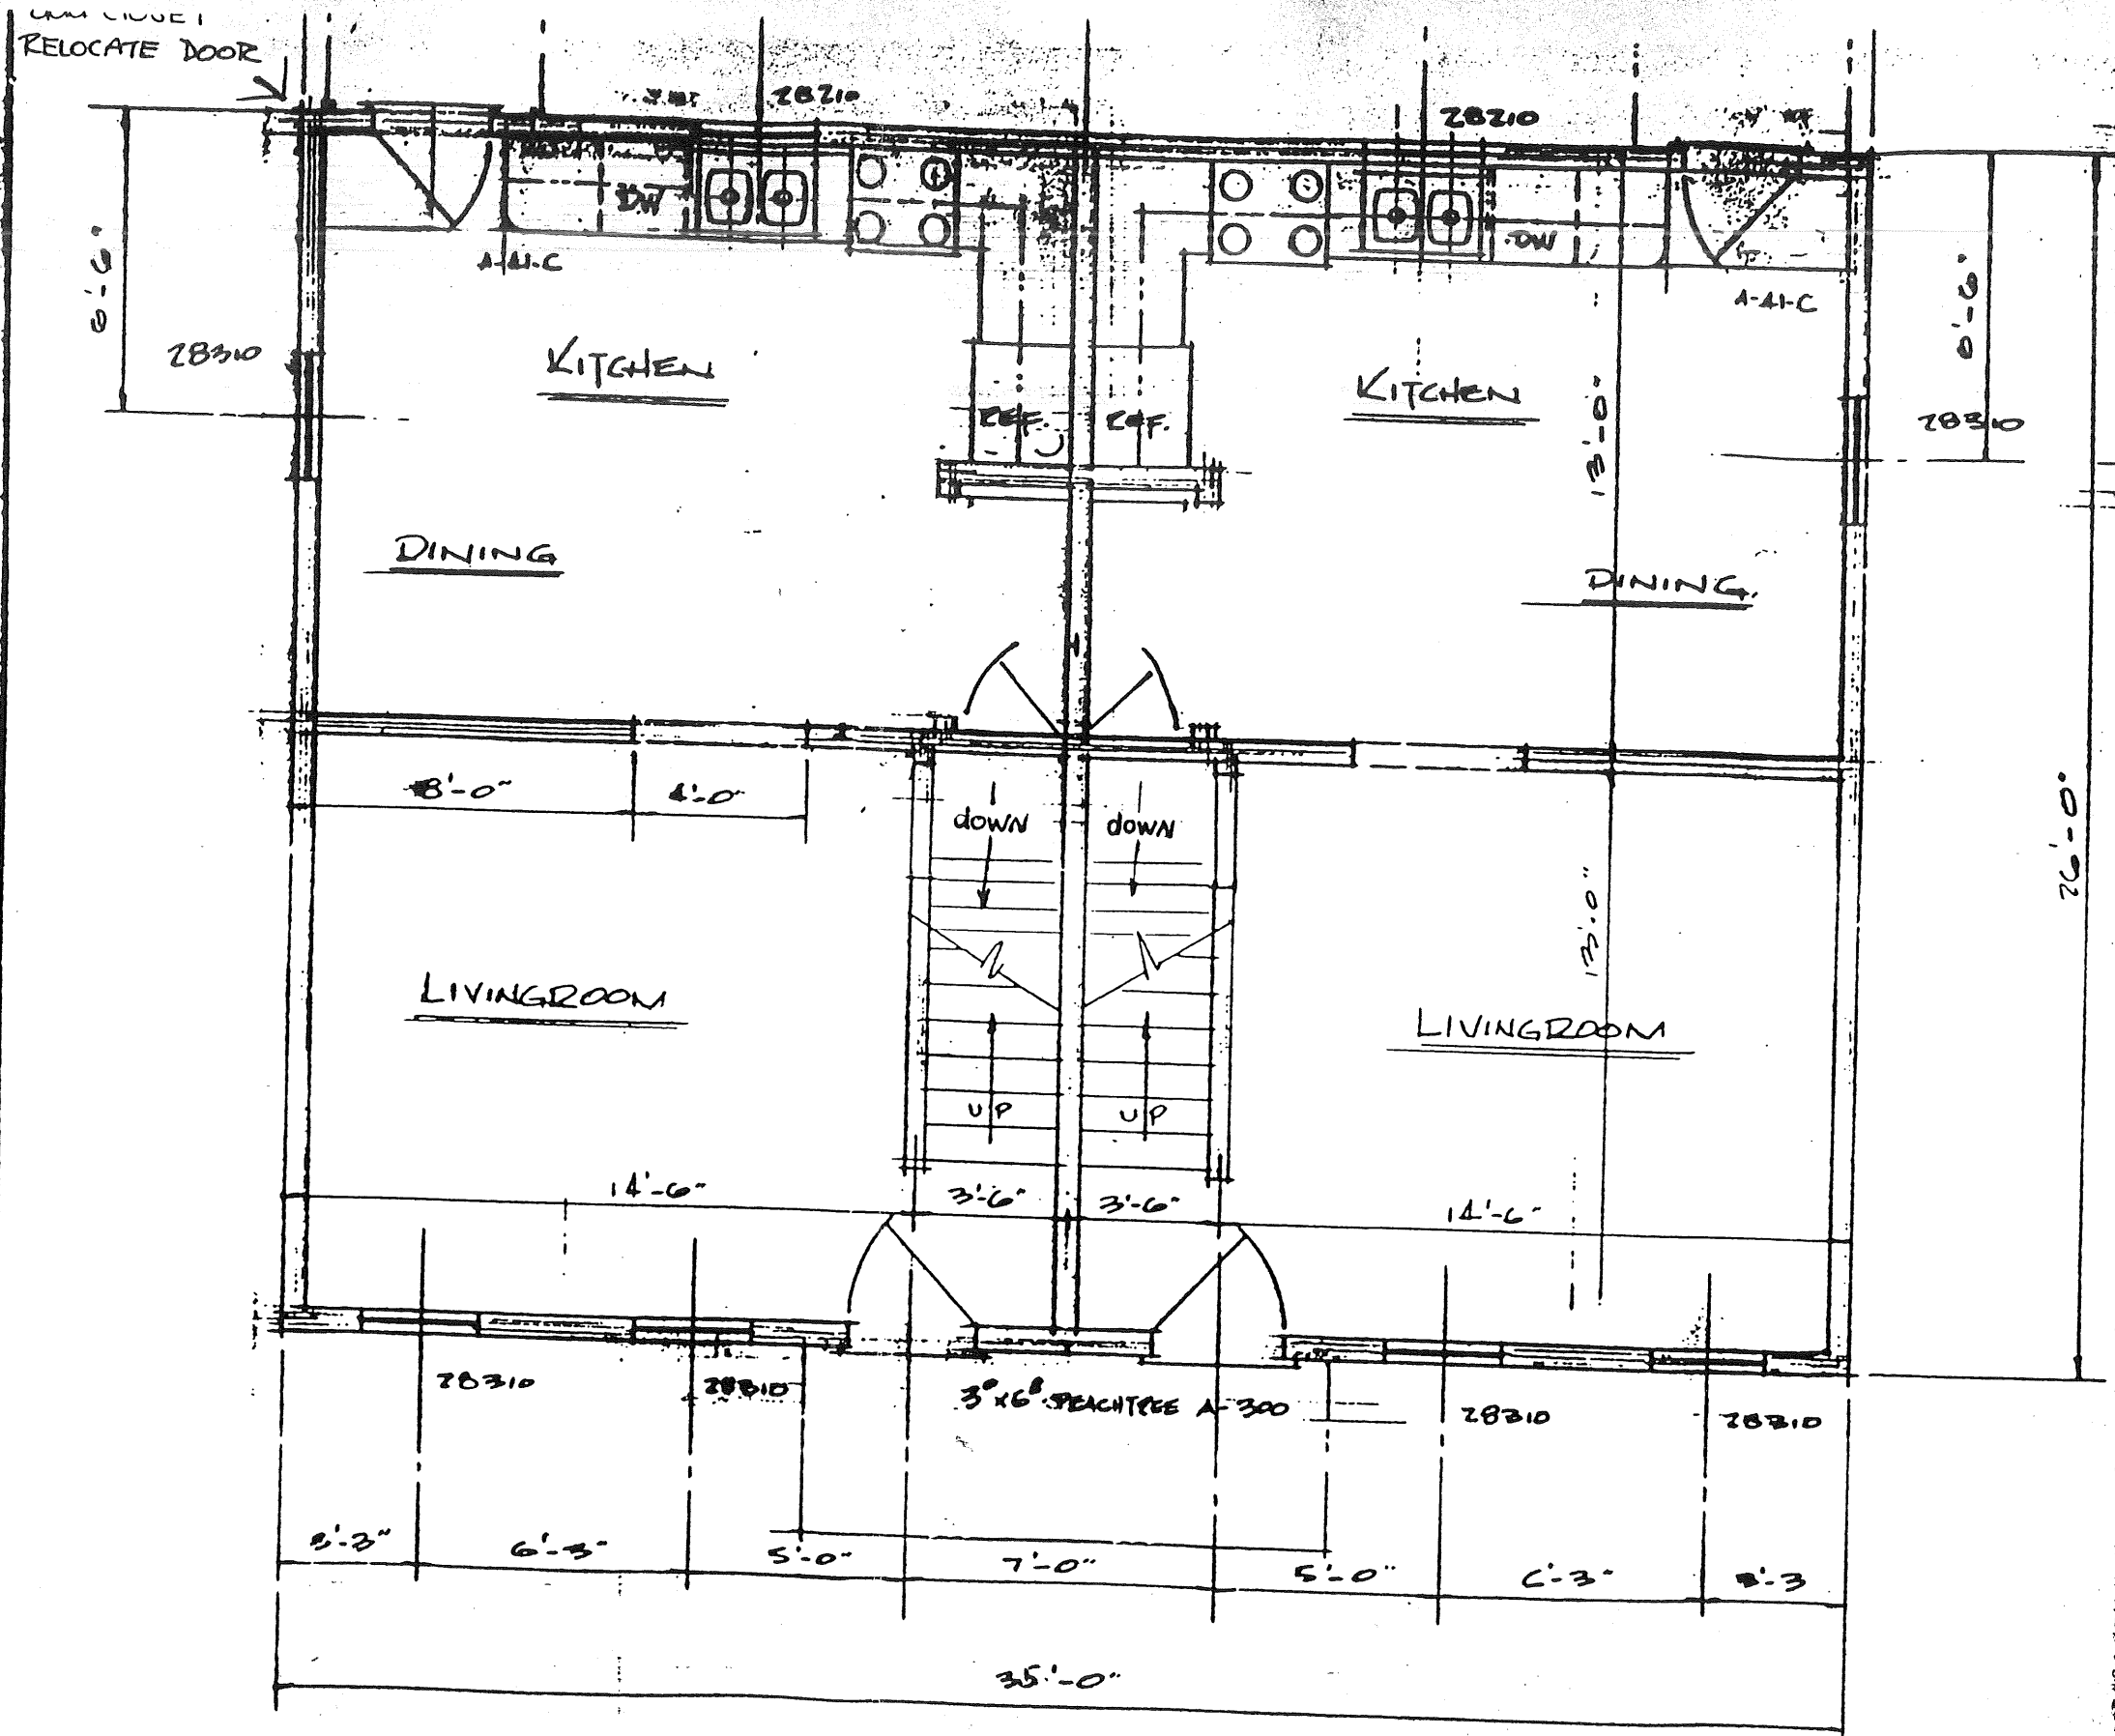 RELOCATE DOOR
28210
28210
DW
DW
A-41-C
A-41-C
6'-6"
6'-6"
28310
KITCHEN
KITCHEN
28310
REF.
REF.
13'-0"
DINING
DINING.
8'-0"
4'-0"
down
down
26'-0"
13'-0"
LIVINGROOM
LIVINGROOM
UP
UP
14'-6"
3'-6"
3'-6"
14'-6"
28310
28310
3⁰x6⁸ PEACHTREE A-300
28310
28310
3'-3"
6'-3"
5'-0"
7'-0"
5'-0"
6'-3"
3'-3
35'-0"